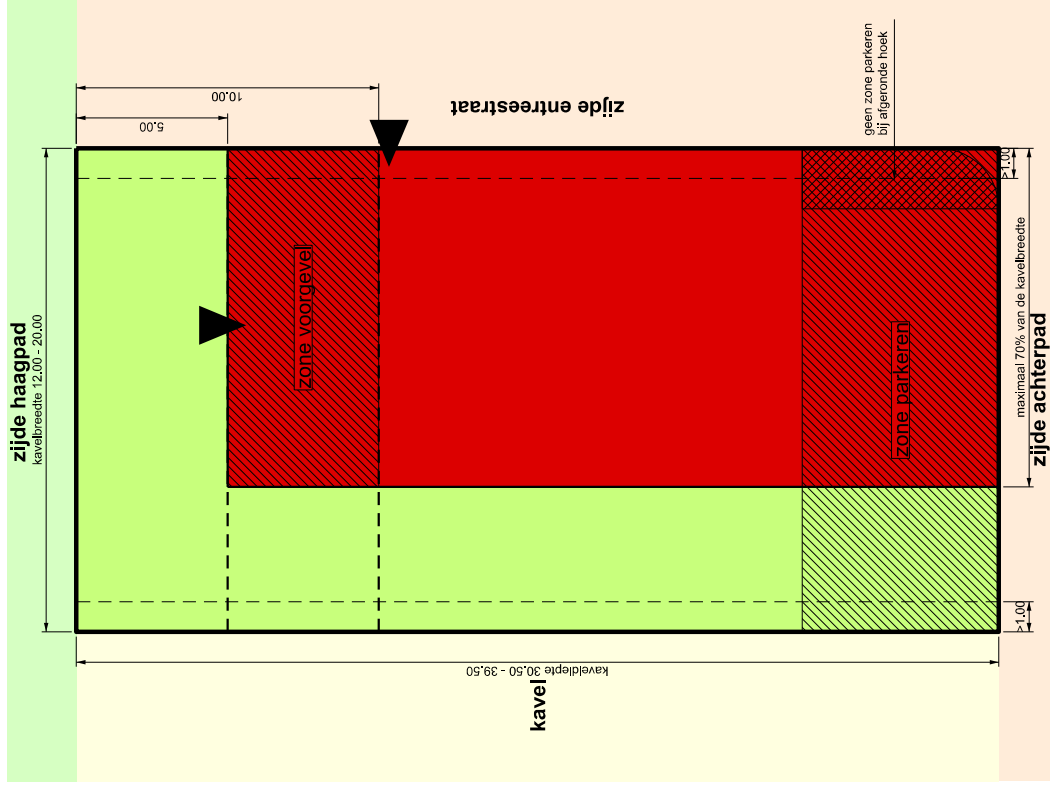 geen zone parkeren
bij afgeronde hoek
10.00
zijde entreestraat
5.00
>1.00
zone voorgevel
maximaal 70% van de kavelbreedte
zijde haagpad
kavelbreedte 12.00 - 20.00
zone parkeren
zijde achterpad
>1.00
kaveldiepte 30.50 - 39.50
kavel